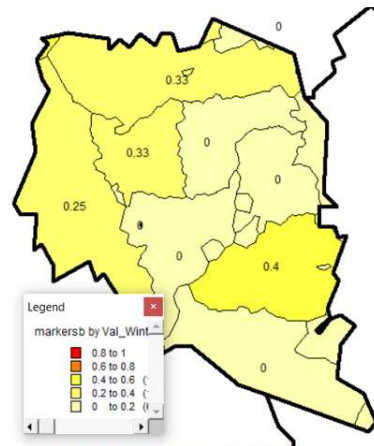 0
0.33
0.33
0
0
0.25
0
0
0.4
0
Legend
markersb by Val_Wint
0.8 to 1
0.6 to 0.8
0.4 to 0.6 (
0.2 to 0.4 (
0 to 0.2 (